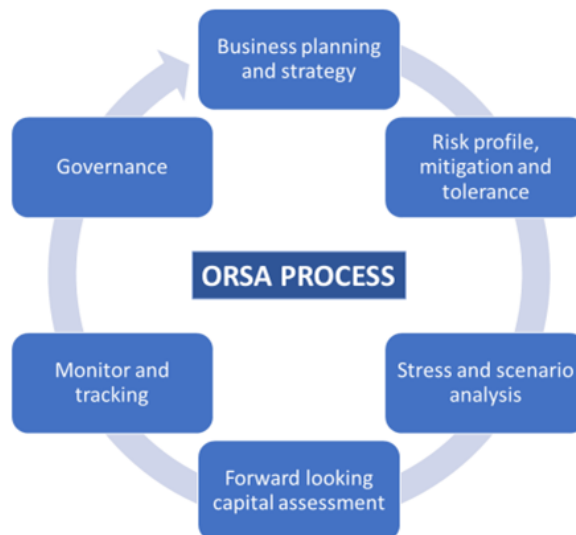 Business planning
and strategy
Risk profile,
mitigation and
tolerance
Stress and scenario
analysis
Forward looking
capital assessment
Monitor and
tracking
Governance
ORSA PROCESS